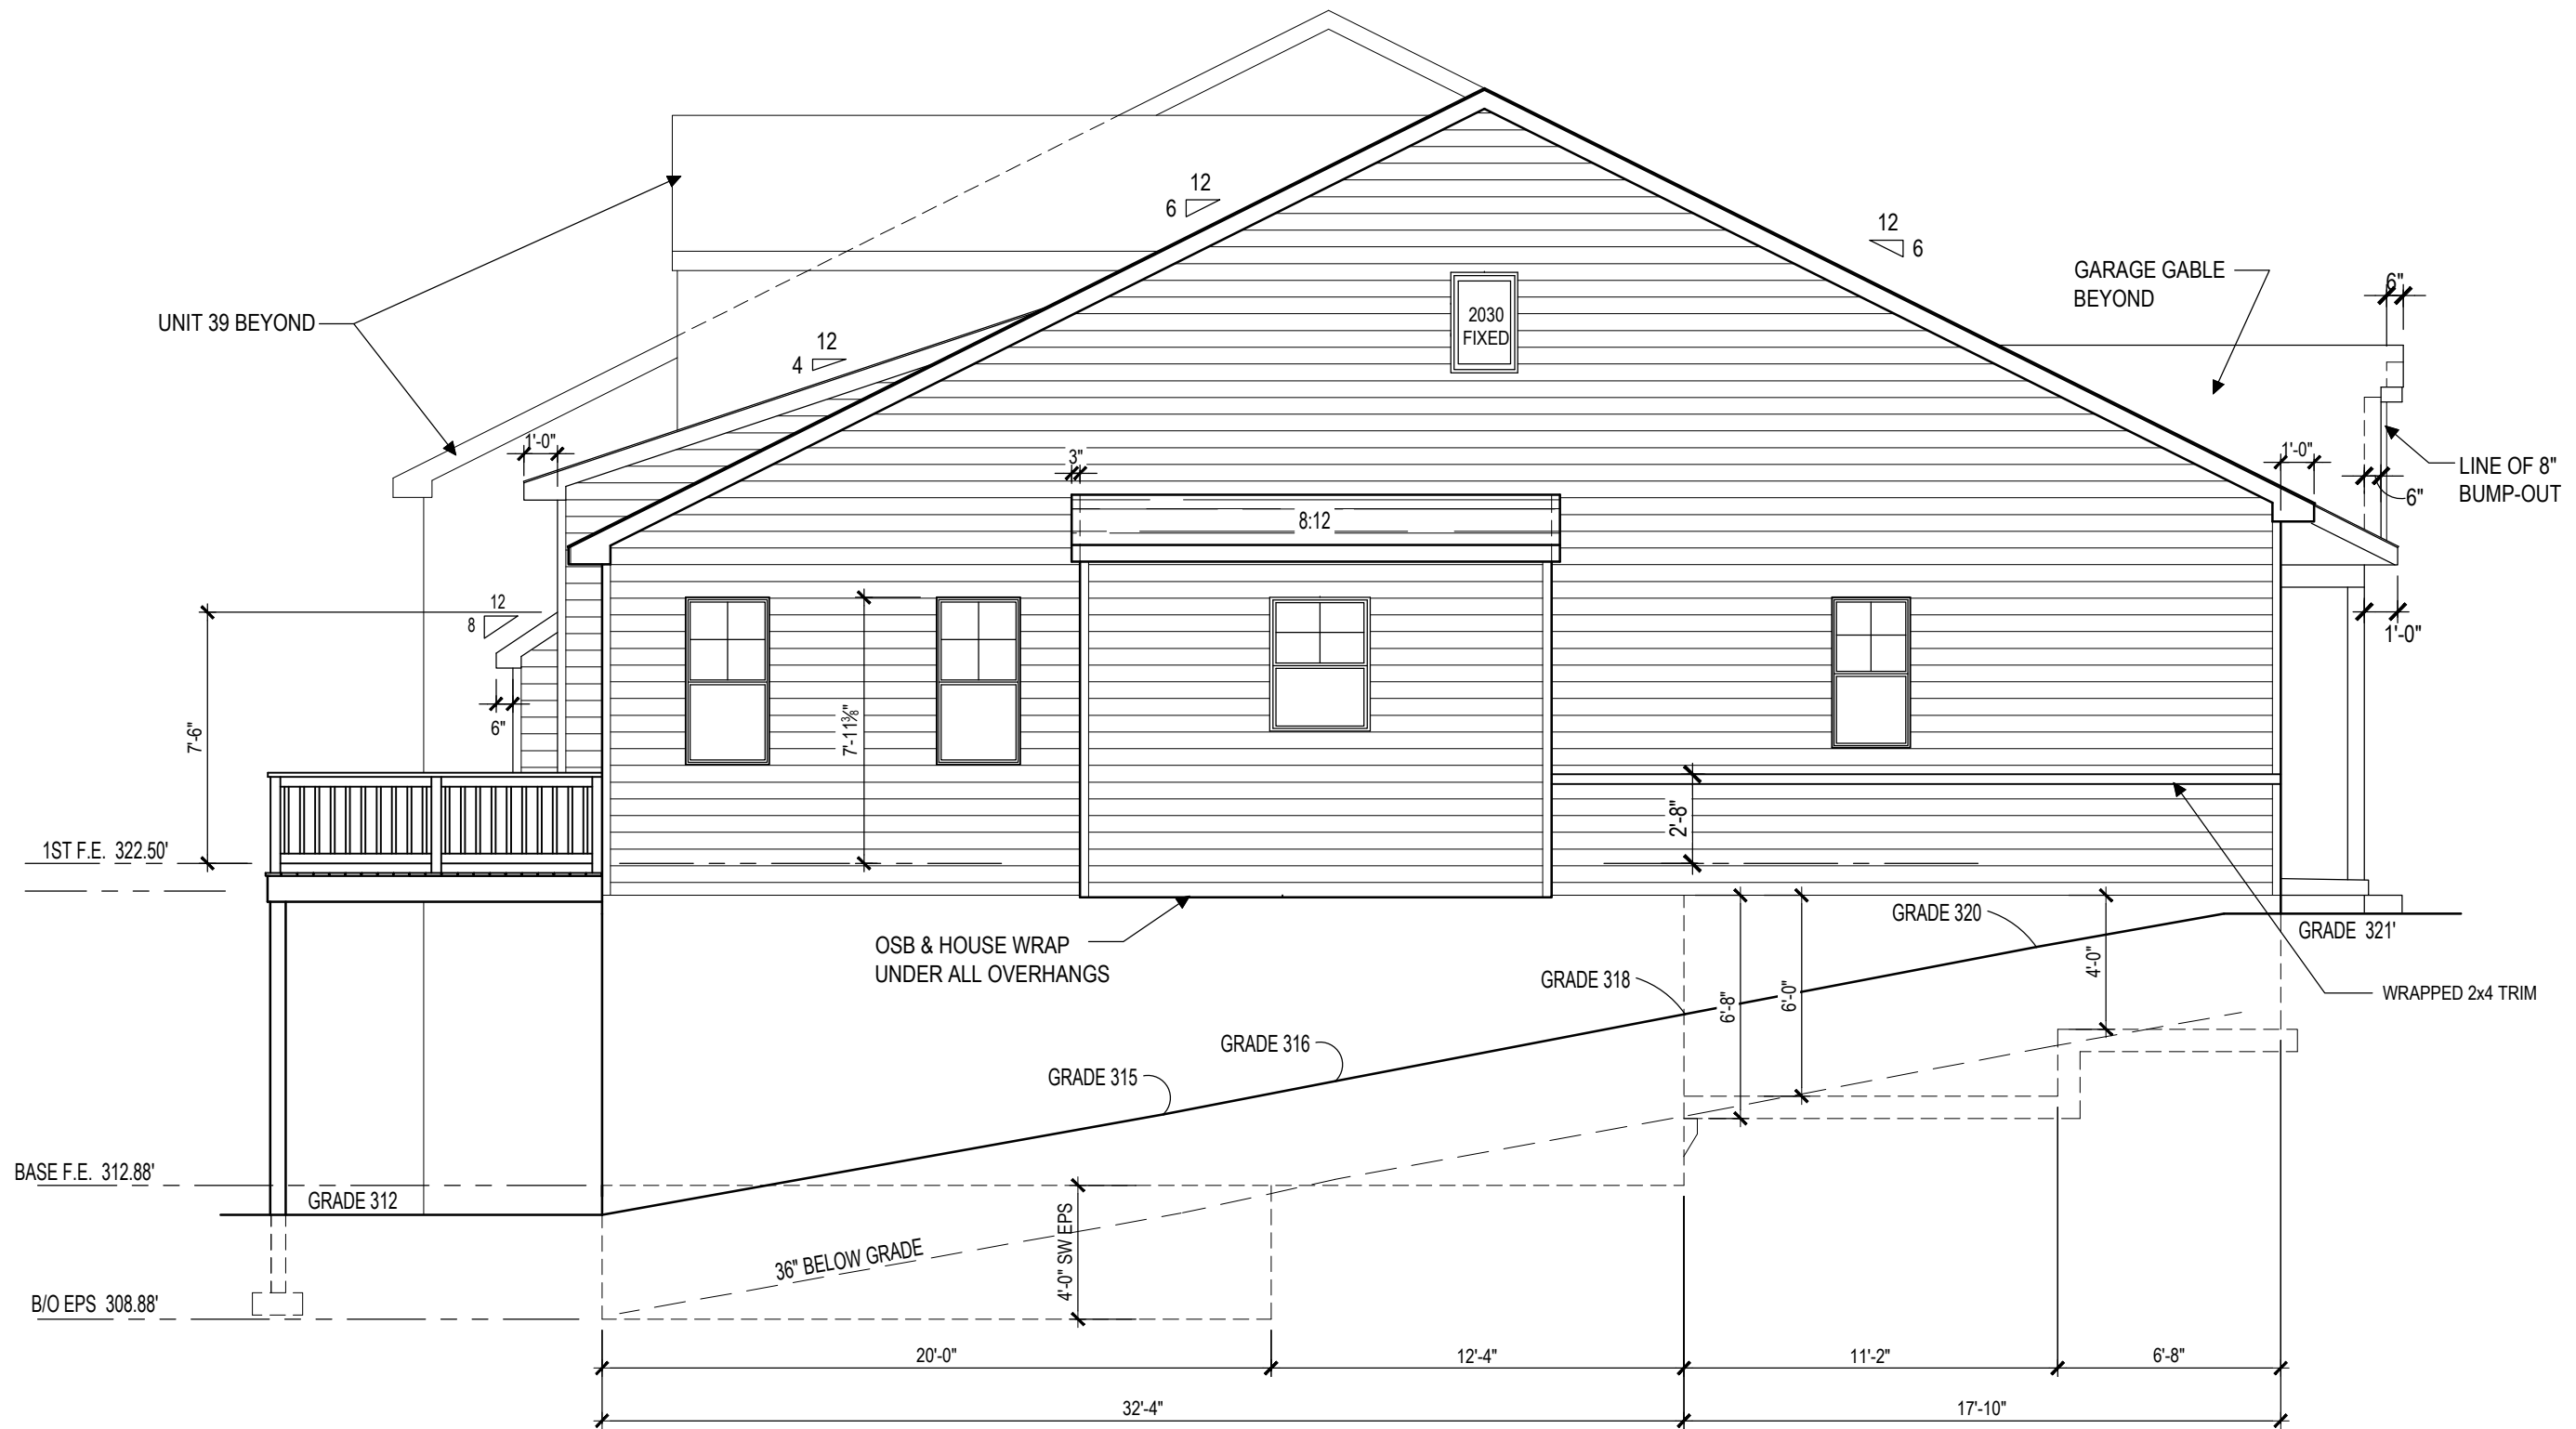 12
6
12
6
GARAGE GABLE
BEYOND
6"
UNIT 39 BEYOND
2030
FIXED
12
4
1'-0"
3"
1'-0"
LINE OF 8"
BUMP-OUT
6"
8:12
12
8
1'-0"
6"
7'-6"
7'-11⅜"
2'-8"
1ST F.E. 322.50'
GRADE 320
GRADE 321'
OSB & HOUSE WRAP
UNDER ALL OVERHANGS
4'-0"
GRADE 318
6'-8"
6'-0"
WRAPPED 2x4 TRIM
GRADE 316
GRADE 315
BASE F.E. 312.88'
GRADE 312
36" BELOW GRADE
4'-0" SW EPS
B/O EPS 308.88'
20'-0"
12'-4"
11'-2"
6'-8"
32'-4"
17'-10"